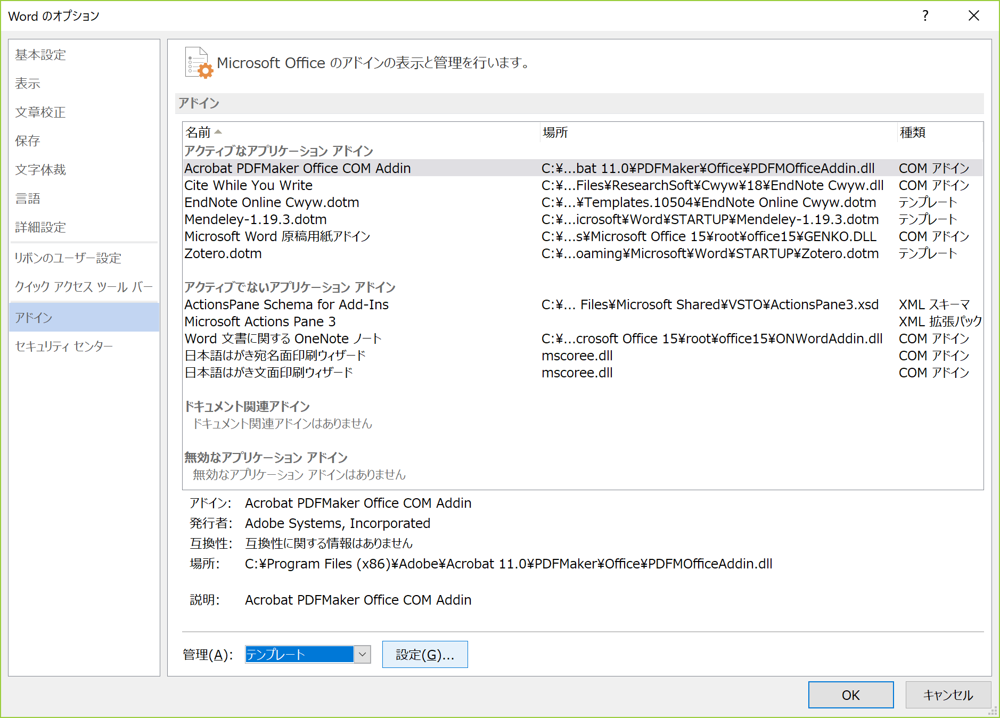 Word のオプション
?
基本設定
表示
文章校正
保存
文字体裁
言語
詳細設定
リボンのユーザー設定
クイック アクセス ツール バー
アドイン
セキュリティ センター
Microsoft Office のアドインの表示と管理を行います。
アドイン
名前 場所 種類
アクティブなアプリケーション アドイン
Acrobat PDFMaker Office COM Addin C:¥...bat 11.0¥PDFMaker¥Office¥PDFMOfficeAddin.dll COM アドイン
Cite While You Write C:¥...Files¥ResearchSoft¥Cwyw¥18¥EndNote Cwyw.dll COM アドイン
EndNote Online Cwyw.dotm C:¥...¥Templates.10504¥EndNote Online Cwyw.dotm テンプレート
Mendeley-1.19.3.dotm C:¥...icrosoft¥Word¥STARTUP¥Mendeley-1.19.3.dotm テンプレート
Microsoft Word 原稿用紙アドイン C:¥...s¥Microsoft Office 15¥root¥office15¥GENKO.DLL COM アドイン
Zotero.dotm C:¥...oaming¥Microsoft¥Word¥STARTUP¥Zotero.dotm テンプレート
アクティブでないアプリケーション アドイン
ActionsPane Schema for Add-Ins C:¥... Files¥Microsoft Shared¥VSTO¥ActionsPane3.xsd XML スキーマ
Microsoft Actions Pane 3 XML 拡張パック
Word 文書に関する OneNote ノート C:¥...crosoft Office 15¥root¥office15¥ONWordAddin.dll COM アドイン
日本語はがき宛名面印刷ウィザード mscoree.dll COM アドイン
日本語はがき文面印刷ウィザード mscoree.dll COM アドイン
ドキュメント関連アドイン
ドキュメント関連アドインはありません
無効なアプリケーション アドイン
無効なアプリケーション アドインはありません
アドイン: Acrobat PDFMaker Office COM Addin
発行者: Adobe Systems, Incorporated
互換性: 互換性に関する情報はありません
場所: C:¥Program Files (x86)¥Adobe¥Acrobat 11.0¥PDFMaker¥Office¥PDFMOfficeAddin.dll
説明: Acrobat PDFMaker Office COM Addin
管理(A): テンプレート 設定(G)...
OK キャンセル